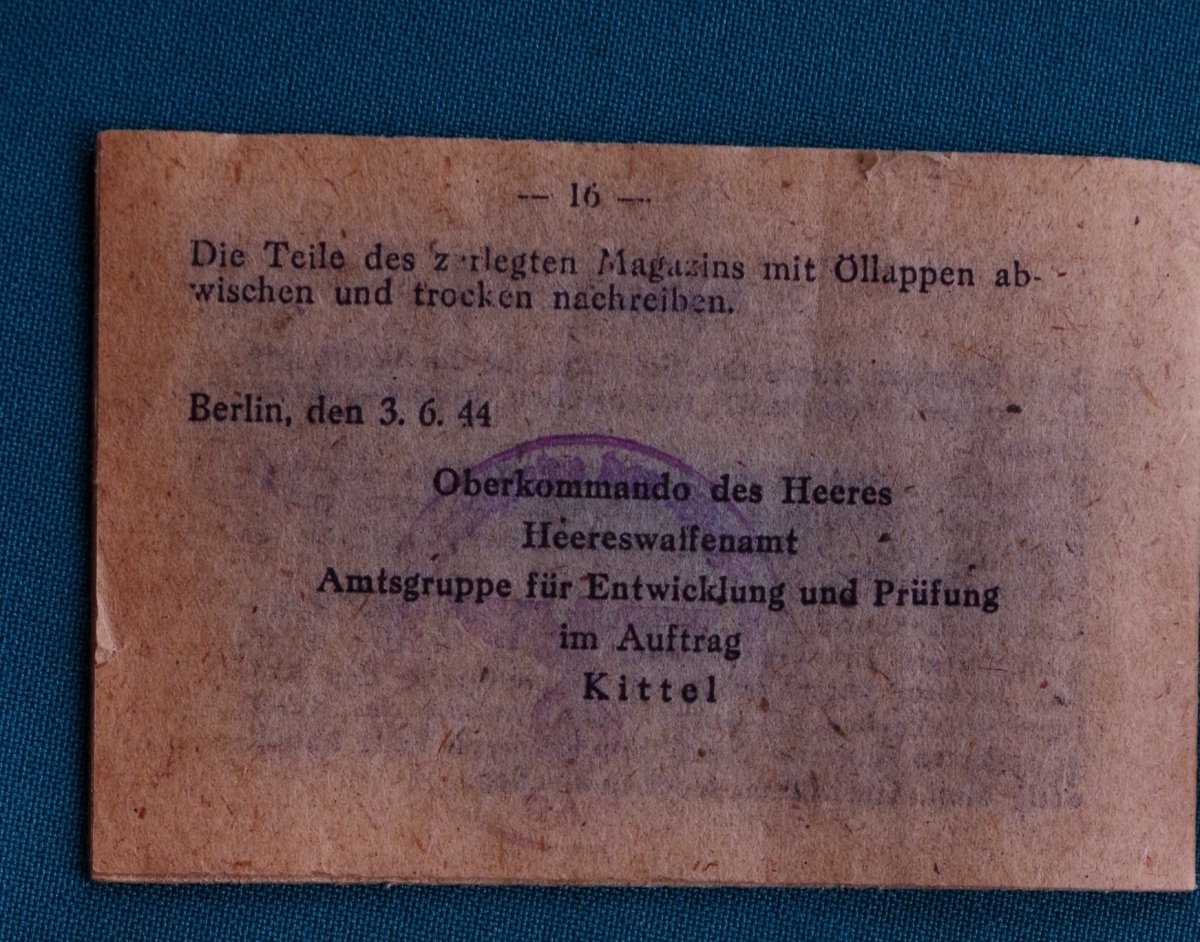 — 16 —
Die Teile des zerlegten Magazins mit Öllappen ab-
wischen und trocken nachreiben.
Berlin, den 3. 6. 44
Oberkommando des Heeres
Heereswaffenamt
Amtsgruppe für Entwicklung und Prüfung
im Auftrag
Kittel